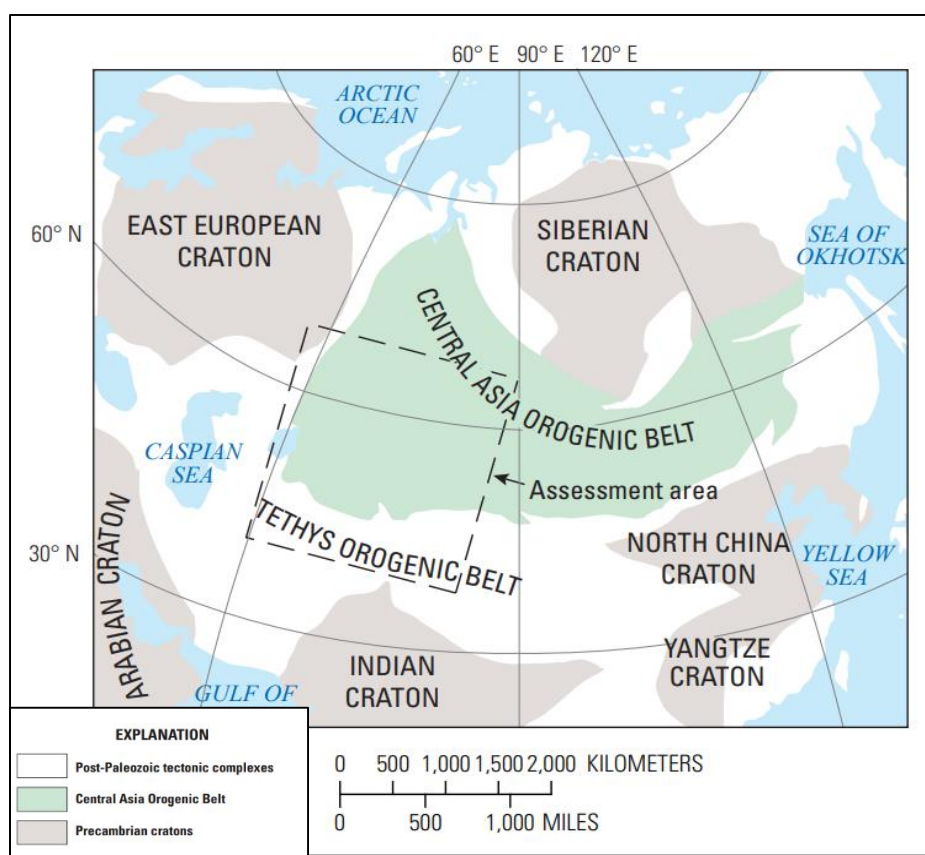 60° E 90° E 120° E
ARCTIC
OCEAN
60° N
EAST EUROPEAN
CRATON
SIBERIAN
CRATON
SEA OF
OKHOTSK
CENTRAL ASIA OROGENIC BELT
CASPIAN
SEA
Assessment area
TETHYS OROGENIC BELT
30° N
NORTH CHINA
CRATON
YELLOW
SEA
ARABIAN CRATON
INDIAN
CRATON
YANGTZE
CRATON
GULF OF
EXPLANATION
Post-Paleozoic tectonic complexes
Central Asia Orogenic Belt
Precambrian cratons
0 500 1,000 1,500 2,000 KILOMETERS
0 500 1,000 MILES